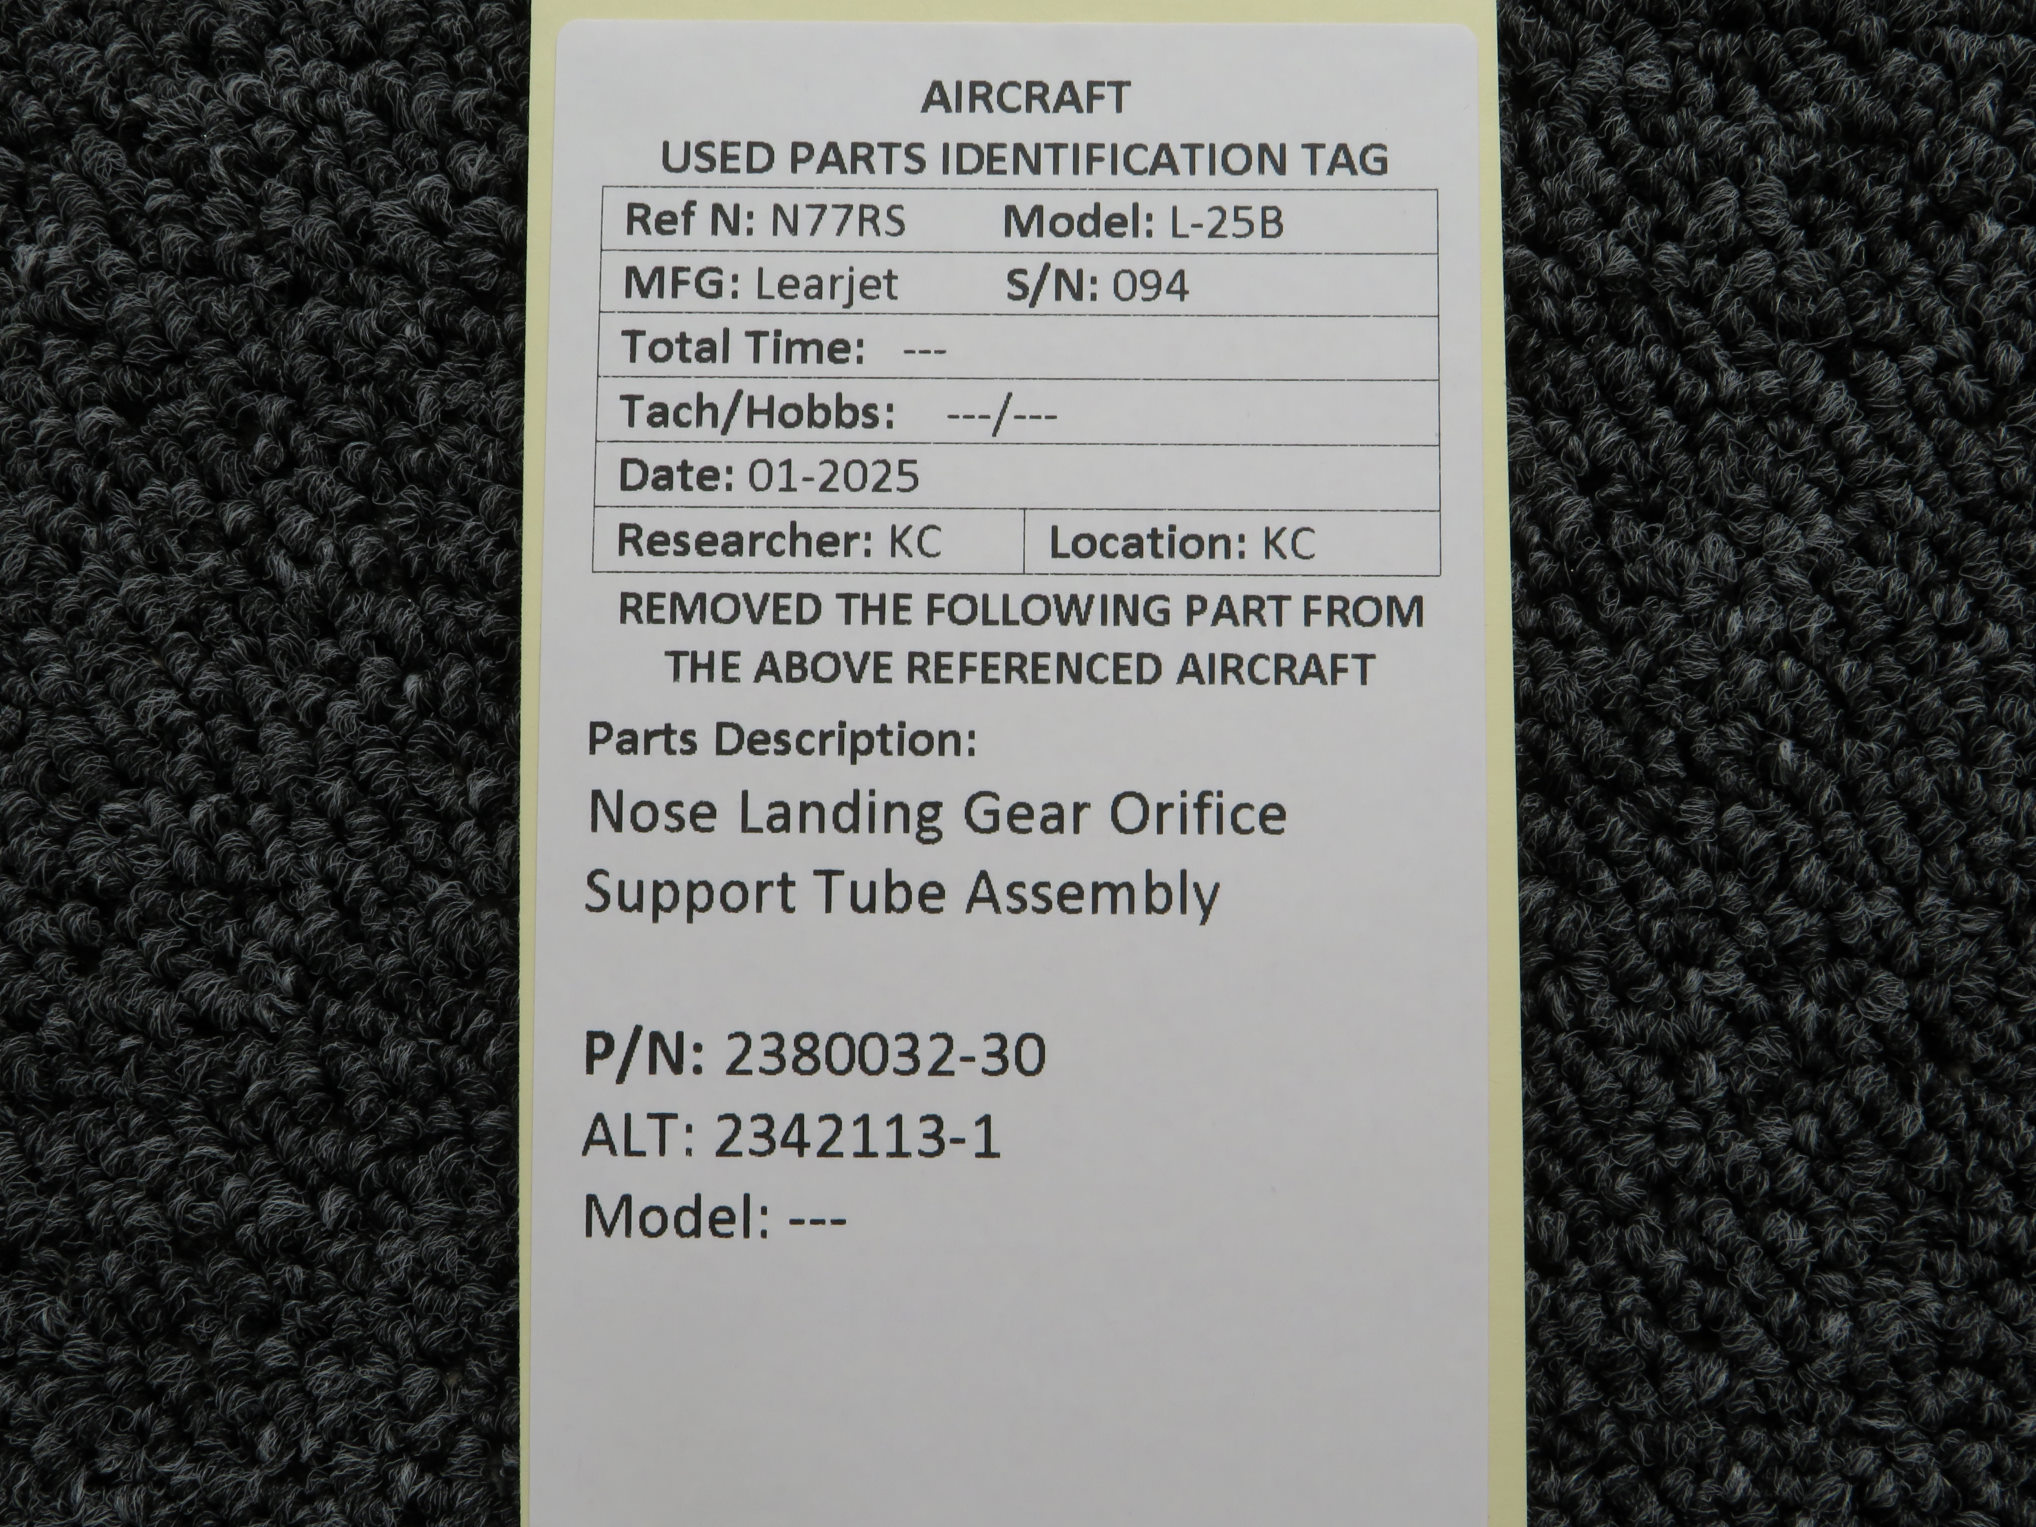 AIRCRAFT
USED PARTS IDENTIFICATION TAG
Ref N: N77RS Model: L-25B
MFG: Learjet S/N: 094
Total Time: ---
Tach/Hobbs: ---/---
Date: 01-2025
Researcher: KC Location: KC
REMOVED THE FOLLOWING PART FROM
THE ABOVE REFERENCED AIRCRAFT
Parts Description:
Nose Landing Gear Orifice
Support Tube Assembly
P/N: 2380032-30
ALT: 2342113-1
Model: ---